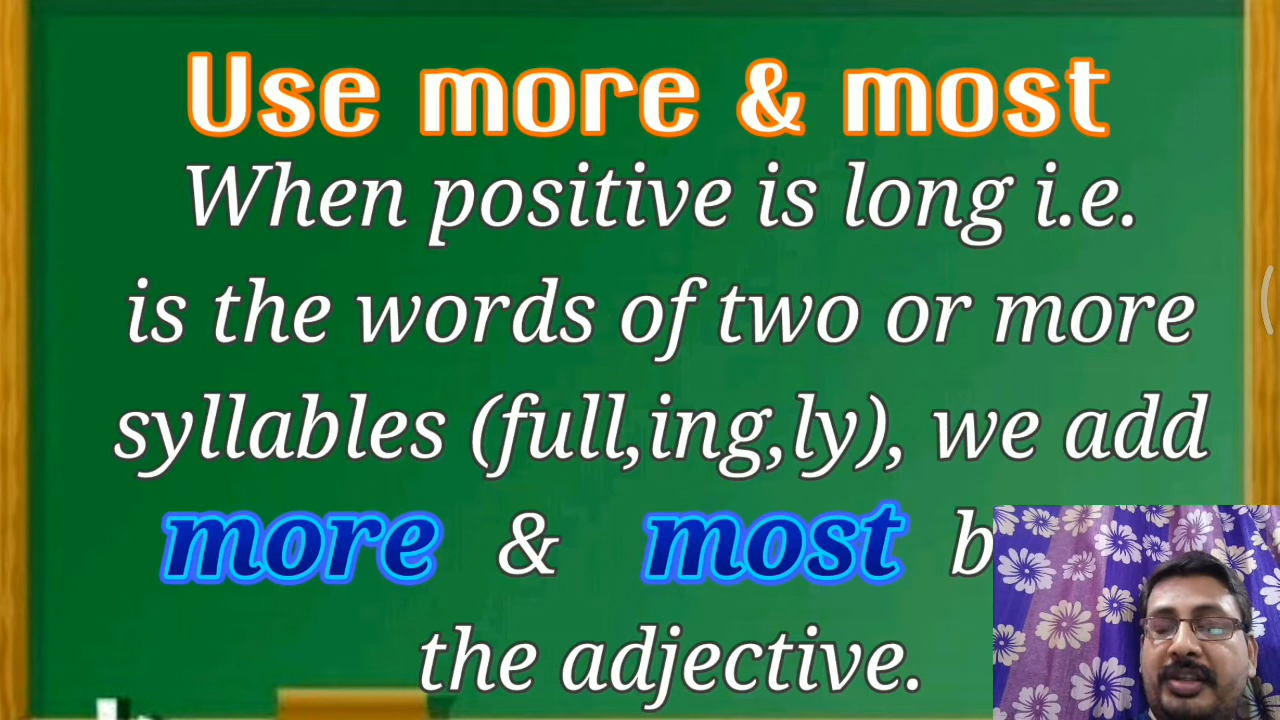 Use more & most
When positive is long i.e.
is the words of two or more
syllables (full,ing,ly), we add
more & most
the adjective.